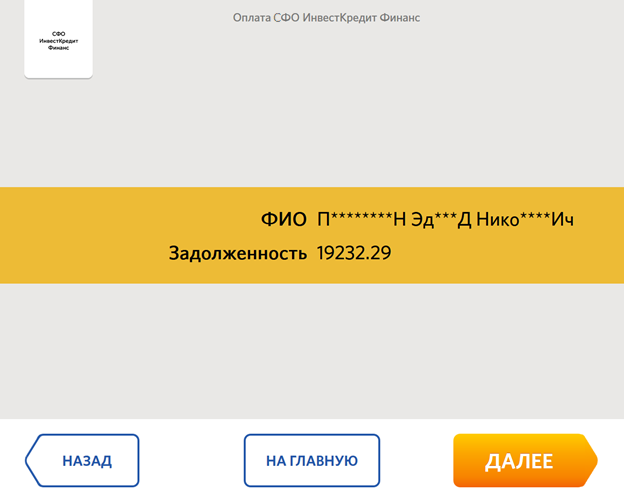 СФО
ИнвестКредит
Финанс
Оплата СФО ИнвестКредит Финанс
ФИО П********Н Эд***Д Нико****Ич
Задолженность 19232.29
НАЗАД
НА ГЛАВНУЮ
ДАЛЕЕ